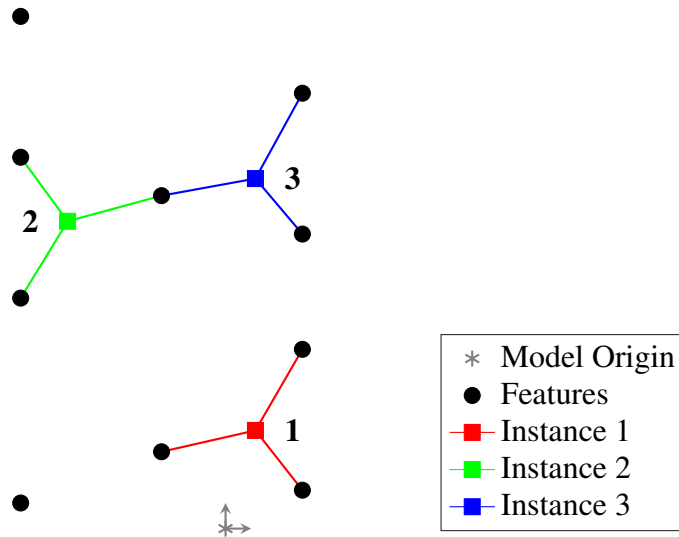 3
2
1
Model Origin
Features
Instance 1
Instance 2
Instance 3